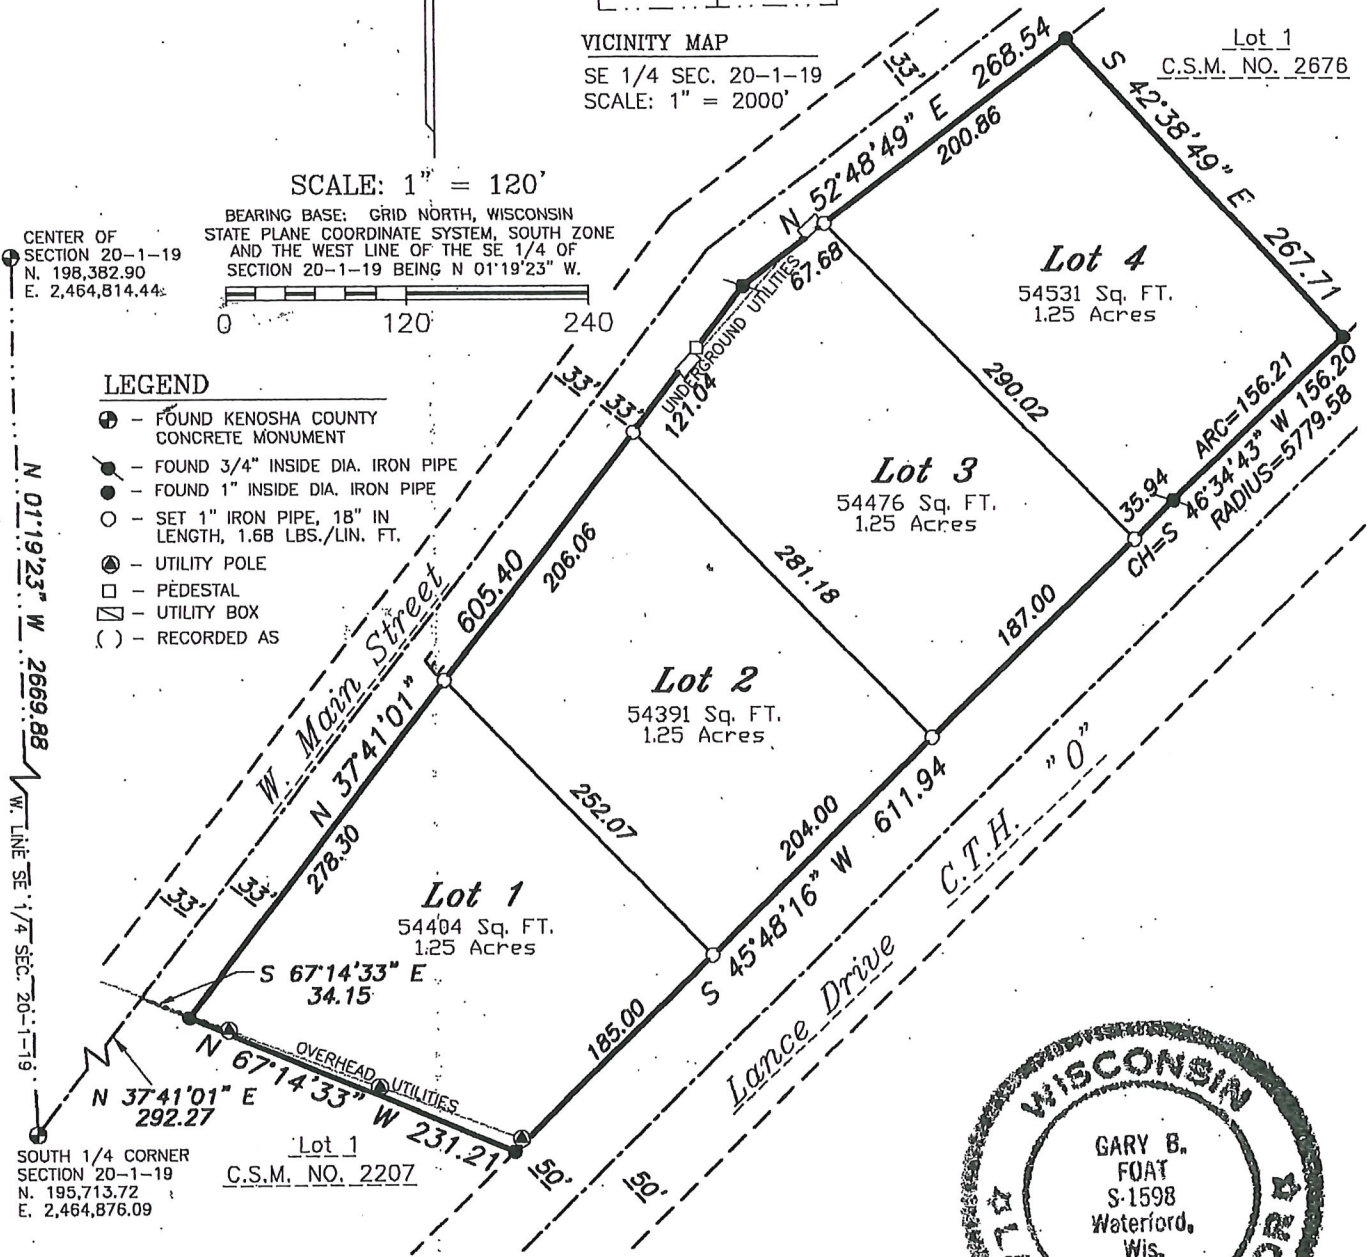 VICINITY MAP
SE 1/4 SEC. 20-1-19
SCALE: 1" = 2000'
Lot 1
C.S.M. NO. 2676
SCALE: 1" = 120'
BEARING BASE: GRID NORTH, WISCONSIN
STATE PLANE COORDINATE SYSTEM, SOUTH ZONE
AND THE WEST LINE OF THE SE 1/4 OF
SECTION 20-1-19 BEING N 01°19'23" W.
0 120 240
CENTER OF
SECTION 20-1-19
N. 198,382.90
E. 2,464,814.44
LEGEND
- FOUND KENOSHA COUNTY
CONCRETE MONUMENT
- FOUND 3/4" INSIDE DIA. IRON PIPE
- FOUND 1" INSIDE DIA. IRON PIPE
- SET 1" IRON PIPE, 18" IN
LENGTH, 1.68 LBS./LIN. FT.
- UTILITY POLE
- PEDESTAL
- UTILITY BOX
( ) - RECORDED AS
N 01°19'23" W 2669.88
W. LINE SE 1/4 SEC. 20-1-19
33'
33'
N 52°48'49" E 268.54
200.86
67.68
S 42°38'49" E 267.71
Lot 4
54531 Sq. FT.
1.25 Acres
290.02
ARC=156.21
CH=S 46°34'43" W 156.20
RADIUS=5779.58
35.94
UNDERGROUND UTILITIES
121.04
33'
33'
Lot 3
54476 Sq. FT.
1.25 Acres
281.18
187.00
N 37°41'01" E 605.40
206.06
W. Main Street
Lot 2
54391 Sq. FT.
1.25 Acres
252.07
204.00
S 45°48'16" W 611.94
C.T.H. "O"
278.30
33'
33'
Lot 1
54404 Sq. FT.
1.25 Acres
S 67°14'33" E
34.15
185.00
Lance Drive
OVERHEAD UTILITIES
N 67°14'33" W 231.21
N 37°41'01" E
292.27
Lot 1
C.S.M. NO. 2207
50'
50'
SOUTH 1/4 CORNER
SECTION 20-1-19
N. 195,713.72
E. 2,464,876.09
WISCONSIN
GARY B.
FOAT
S-1598
Waterford,
Wis.